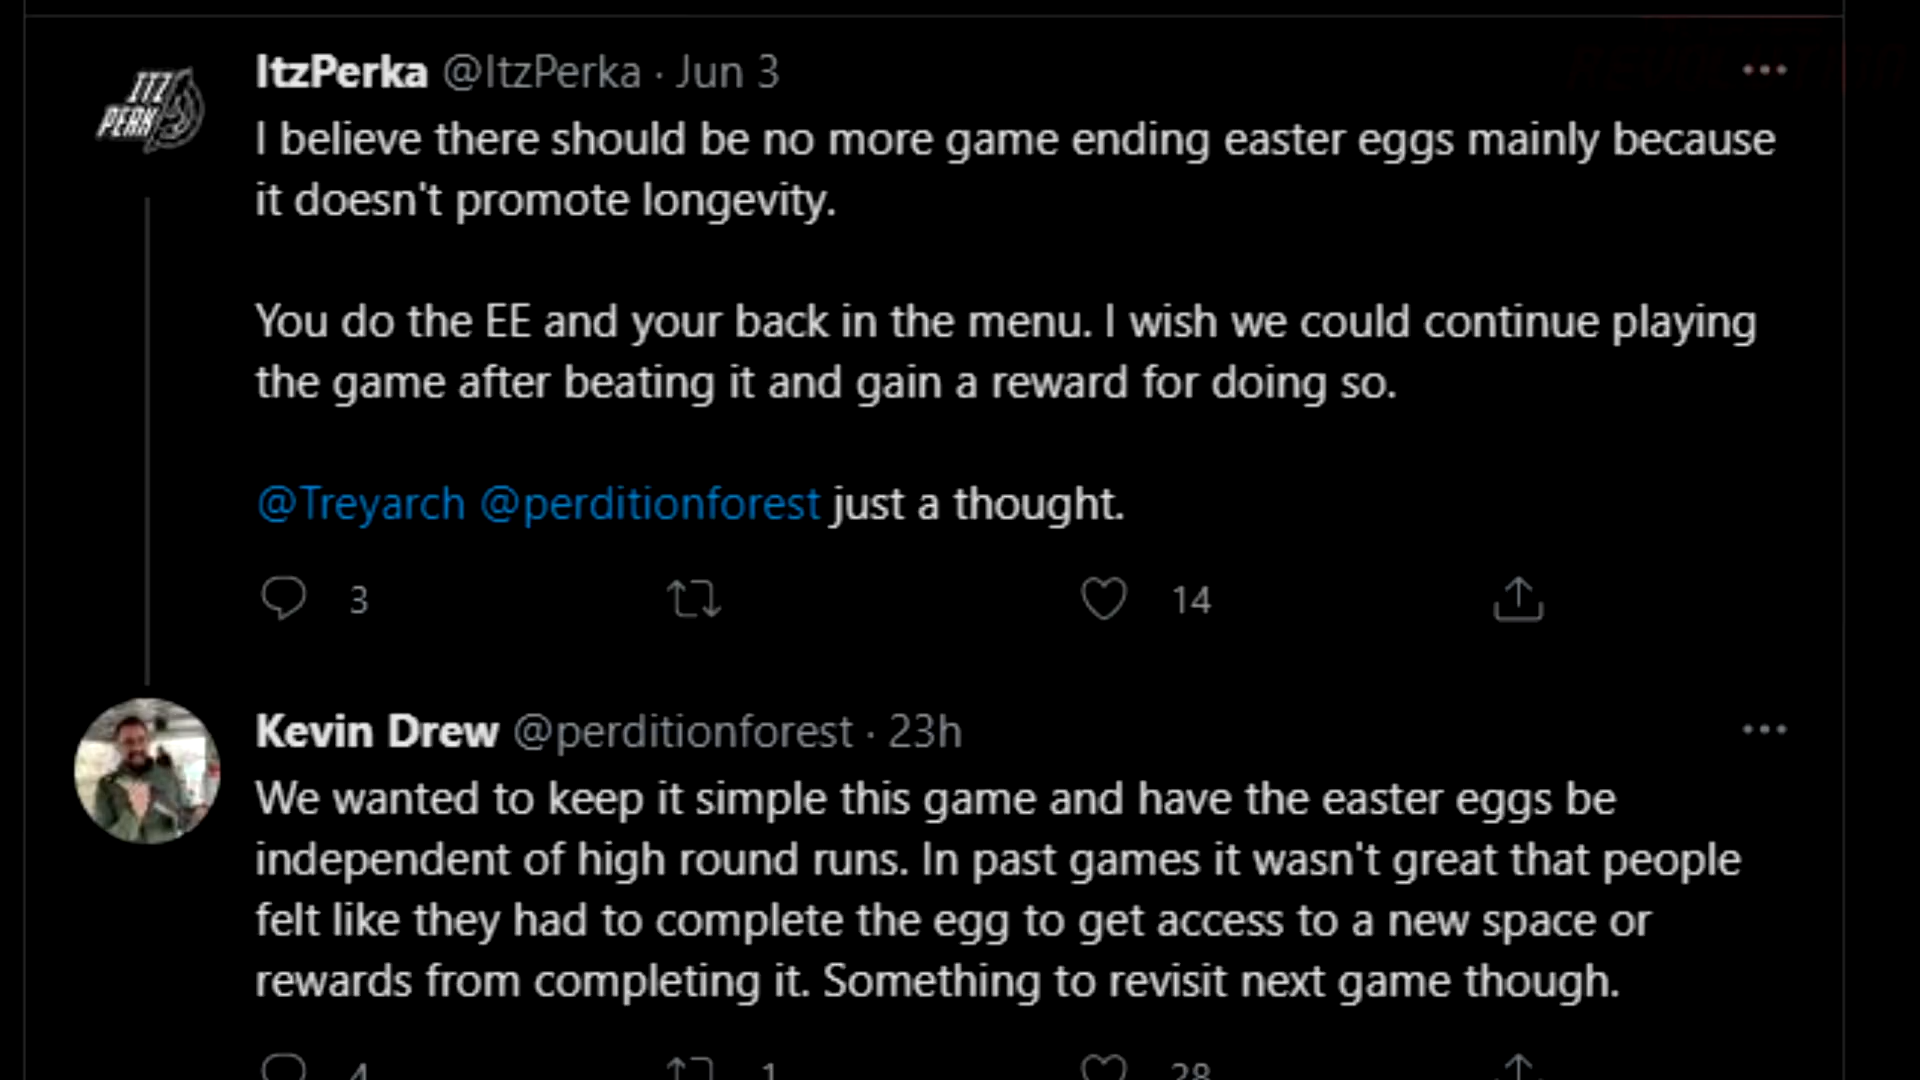 ItzPerka @ItzPerka · Jun 3
I believe there should be no more game ending easter eggs mainly because
it doesn't promote longevity.
You do the EE and your back in the menu. I wish we could continue playing
the game after beating it and gain a reward for doing so.
@Treyarch @perditionforest just a thought.
3 14
Kevin Drew @perditionforest · 23h
We wanted to keep it simple this game and have the easter eggs be
independent of high round runs. In past games it wasn't great that people
felt like they had to complete the egg to get access to a new space or
rewards from completing it. Something to revisit next game though.
4 1 28
ITZ
PERK